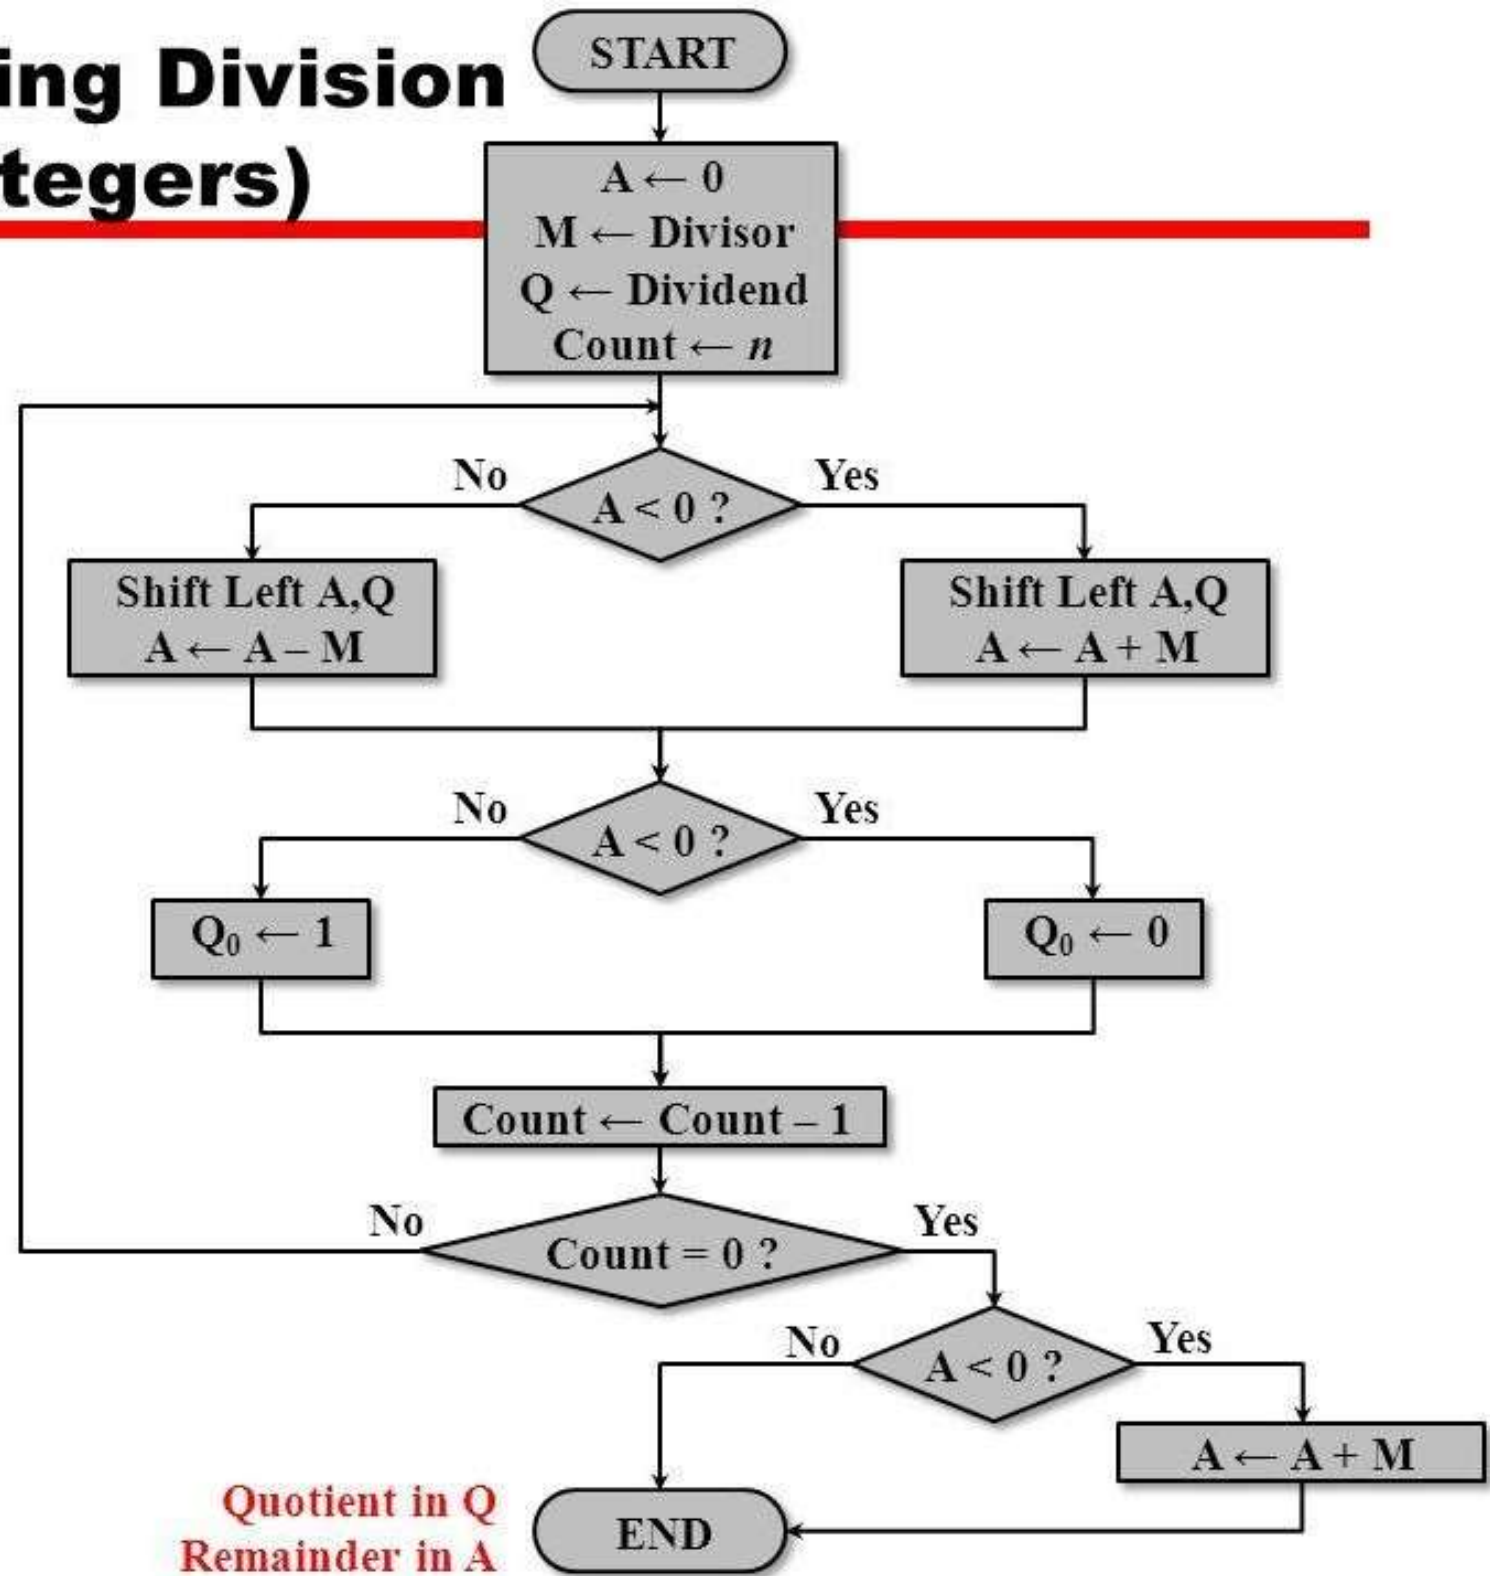 ing Division
tegers)
START
A ← 0
M ← Divisor
Q ← Dividend
Count ← n
No
A < 0 ?
Yes
Shift Left A,Q
A ← A – M
Shift Left A,Q
A ← A + M
No
A < 0 ?
Yes
Q₀ ← 1
Q₀ ← 0
Count ← Count – 1
No
Count = 0 ?
Yes
No
A < 0 ?
Yes
A ← A + M
Quotient in Q
Remainder in A
END